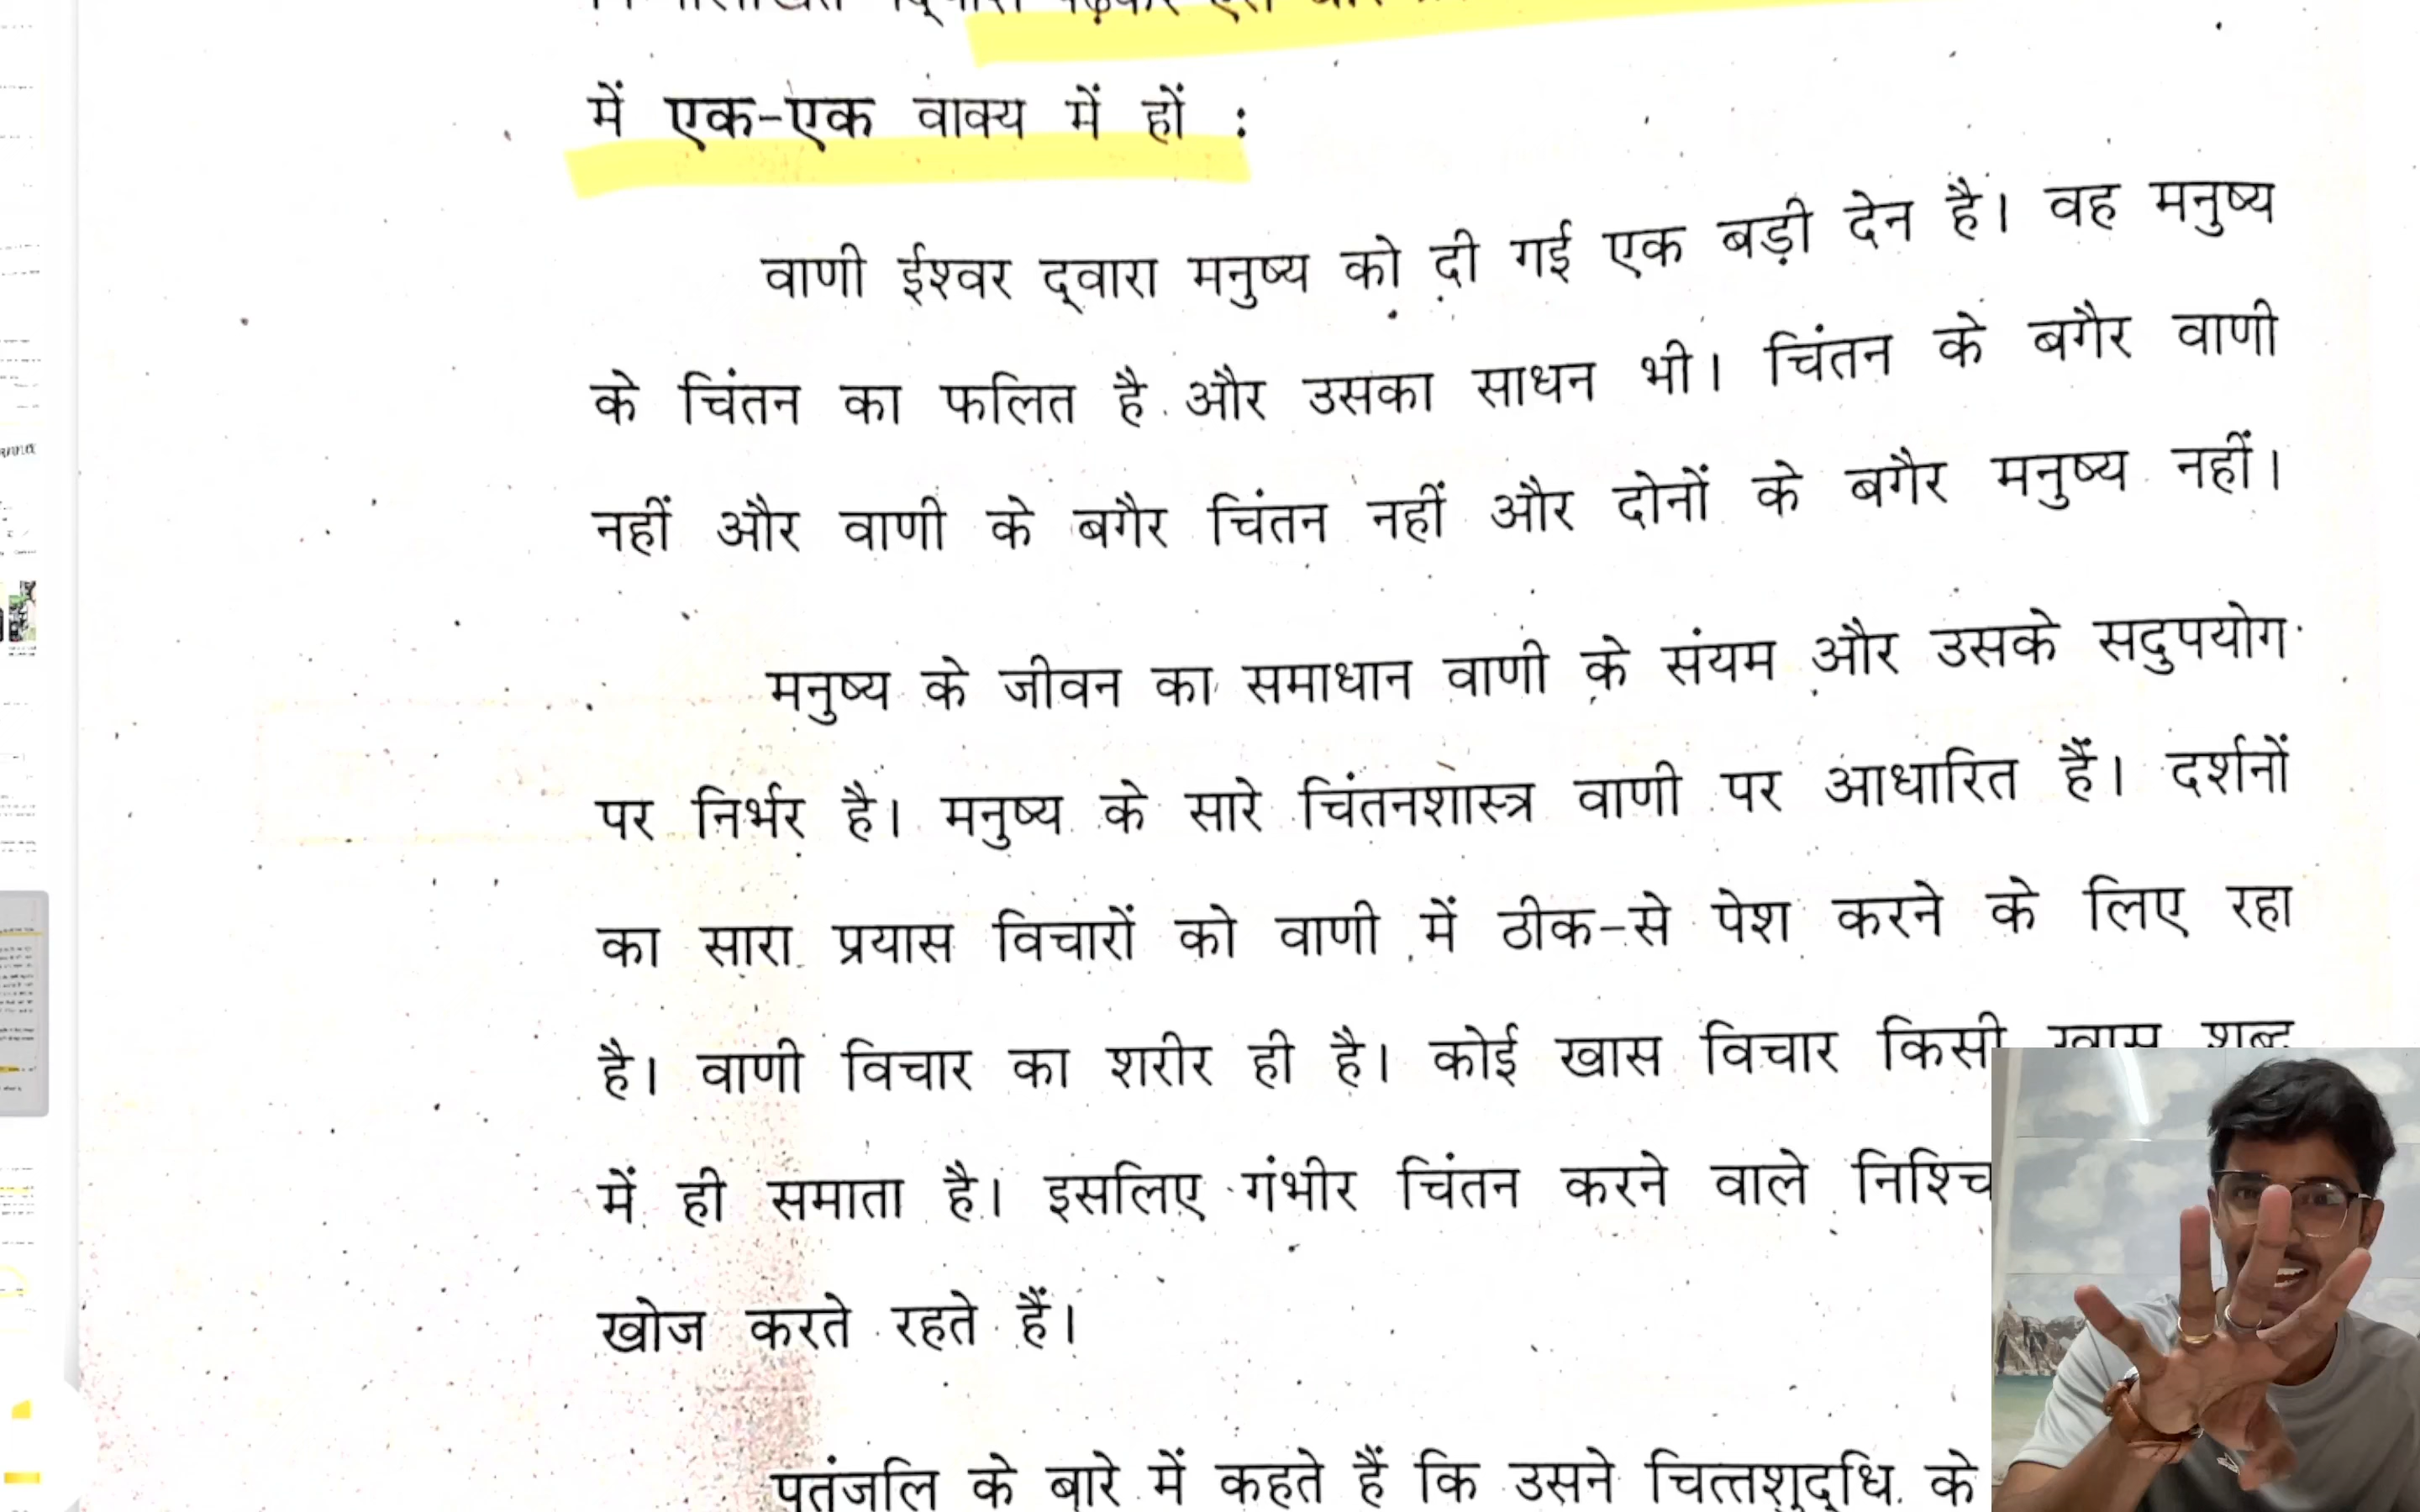 में एक-एक वाक्य में हों :
वाणी ईश्वर द्वारा मनुष्य को दी गई एक बड़ी देन है। वह मनुष्य
के चिंतन का फलित है और उसका साधन भी। चिंतन के बगैर वाणी
नहीं और वाणी के बगैर चिंतन नहीं और दोनों के बगैर मनुष्य नहीं।
मनुष्य के जीवन का समाधान वाणी के संयम और उसके सदुपयोग
पर निर्भर है। मनुष्य के सारे चिंतनशास्त्र वाणी पर आधारित हैं। दर्शनों
का सारा प्रयास विचारों को वाणी में ठीक-से पेश करने के लिए रहा
है। वाणी विचार का शरीर ही है। कोई खास विचार किसी खास शब्द
में ही समाता है। इसलिए गंभीर चिंतन करने वाले
खोज करते रहते हैं।
पतंजलि के बारे में कहते हैं कि उसने चित्तशुद्धि के